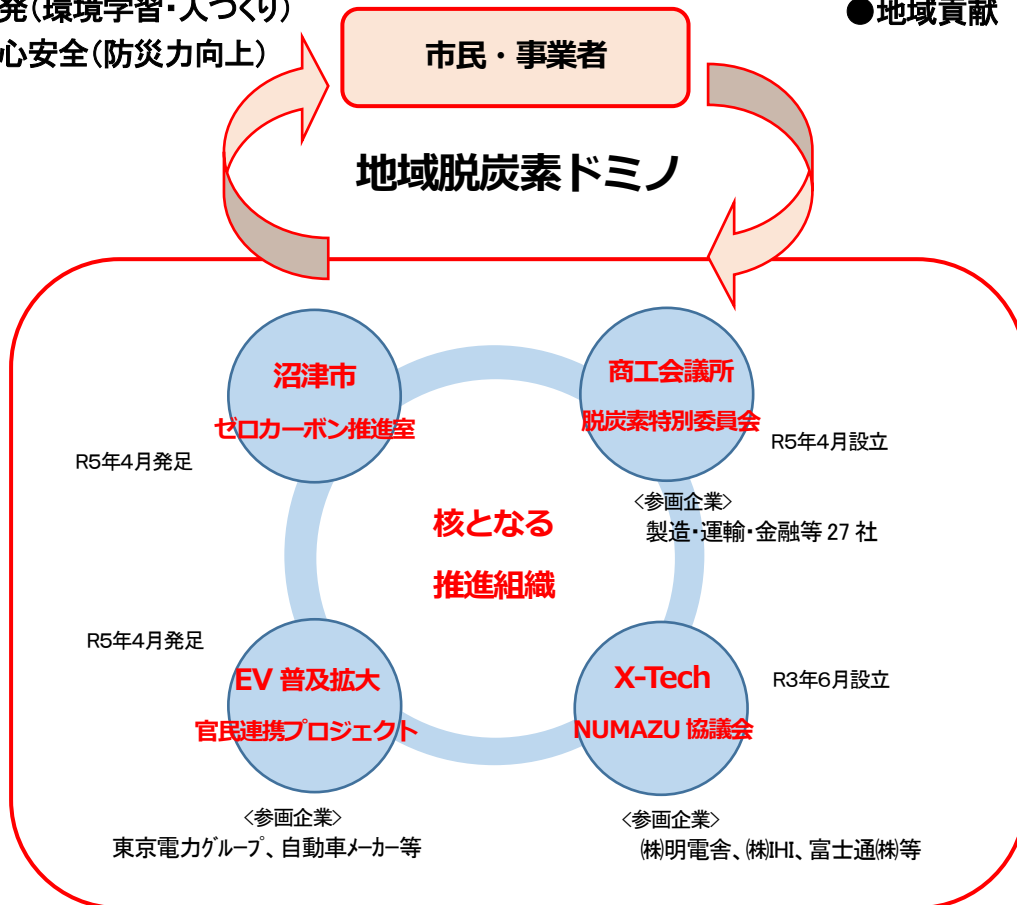 発(環境学習・人づくり)
心安全(防災力向上)
●地域貢献
市民・事業者
地域脱炭素ドミノ
沼津市
ゼロカーボン推進室
R5年4月発足
商工会議所
脱炭素特別委員会
R5年4月設立
<参画企業>
製造・運輸・金融等 27 社
核となる
推進組織
R5年4月発足
EV 普及拡大
官民連携プロジェクト
<参画企業>
東京電力グループ、自動車メーカー等
X-Tech
NUMAZU 協議会
R3年6月設立
<参画企業>
㈱明電舎、㈱IHI、富士通㈱等